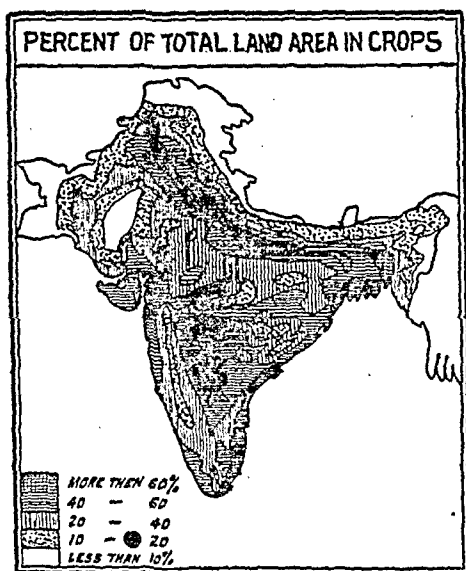 PERCENT OF TOTAL LAND AREA IN CROPS
MORE THEN 60%
40 - 60
20 - 40
10 - 20
LESS THAN 10%